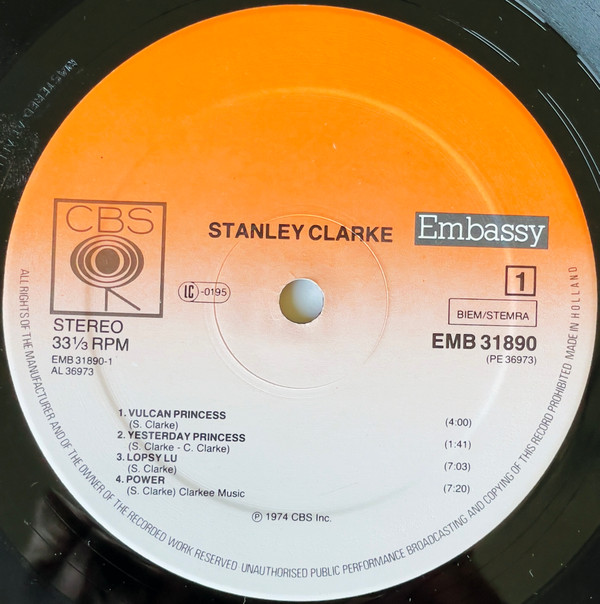 CBS
STANLEY CLARKE
Embassy
LC-0195
1
BIEM/STEMRA
STEREO
33⅓ RPM
EMB 31890
(PE 36973)
EMB 31890-1
AL 36973
1. VULCAN PRINCESS
(S. Clarke) (4:00)
2. YESTERDAY PRINCESS
(S. Clarke - C. Clarke) (1:41)
3. LOPSY LU
(S. Clarke) (7:03)
4. POWER
(S. Clarke) Clarkee Music (7:20)
Ⓟ 1974 CBS Inc.
ALL RIGHTS OF THE MANUFACTURER AND OF THE OWNER OF THE RECORDED WORK RESERVED UNAUTHORISED PUBLIC PERFORMANCE BROADCASTING AND COPYING OF THIS RECORD PROHIBITED MADE IN HOLLAND